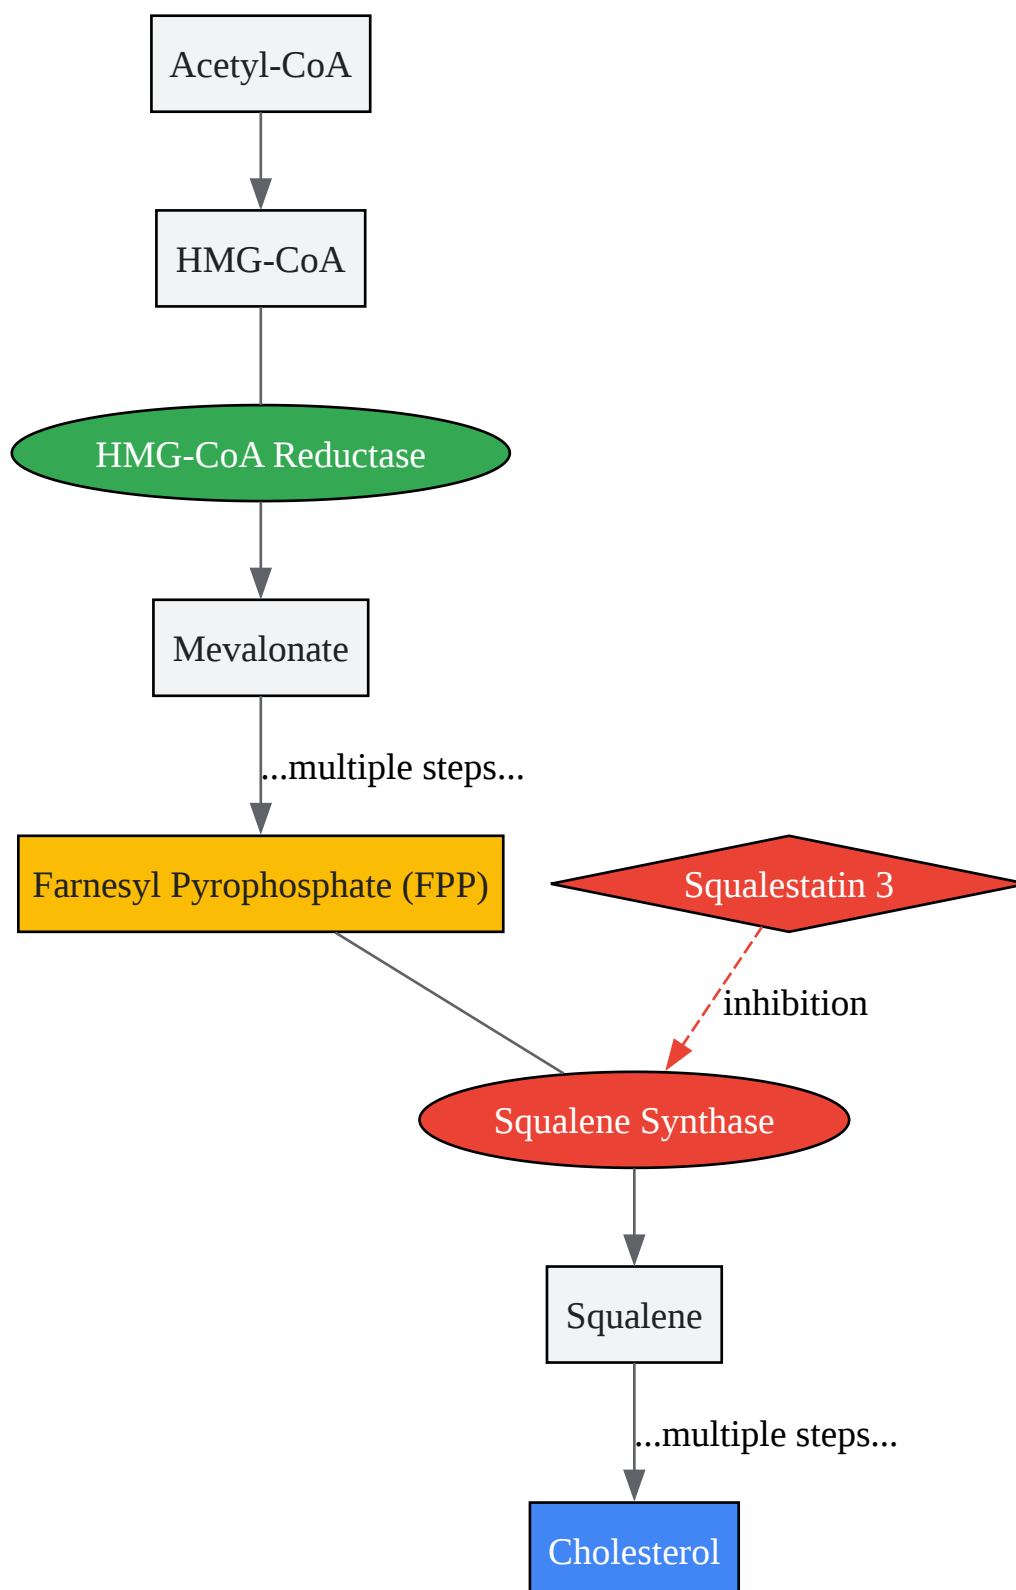 Acetyl-CoA
HMG-CoA
HMG-CoA Reductase
Mevalonate
...multiple steps...
Farnesyl Pyrophosphate (FPP)
Squalestatin 3
inhibition
Squalene Synthase
Squalene
...multiple steps...
Cholesterol